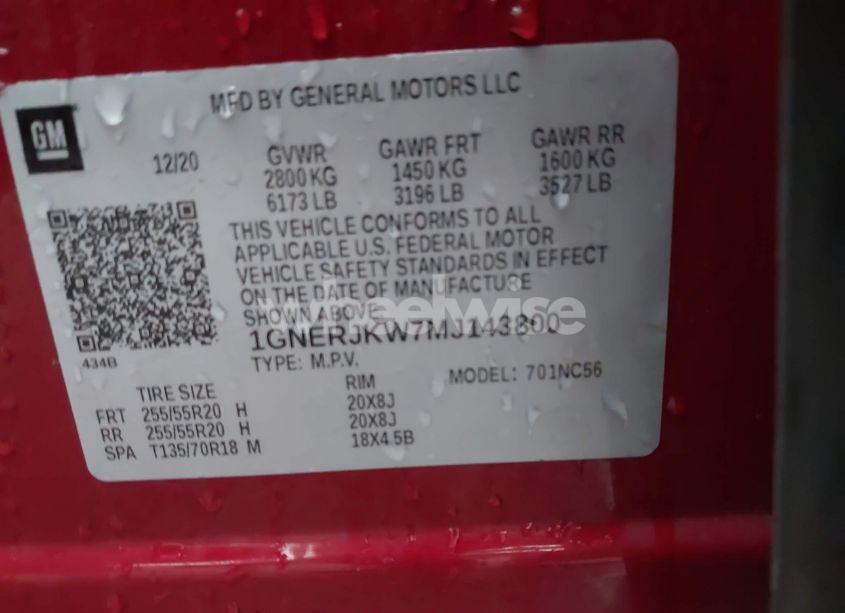 MFD BY GENERAL MOTORS LLC
GM
12/20
GVWR GAWR FRT GAWR RR
2800 KG 1450 KG 1600 KG
6173 LB 3196 LB 3527 LB
THIS VEHICLE CONFORMS TO ALL
APPLICABLE U.S. FEDERAL MOTOR
VEHICLE SAFETY STANDARDS IN EFFECT
ON THE DATE OF MANUFACTURE
SHOWN ABOVE.
wheelwise
434B
TYPE: M.P.V. MODEL: 701NC56
TIRE SIZE RIM
FRT 255/55R20 H 20X8J
RR 255/55R20 H 20X8J
SPA T135/70R18 M 18X4.5B